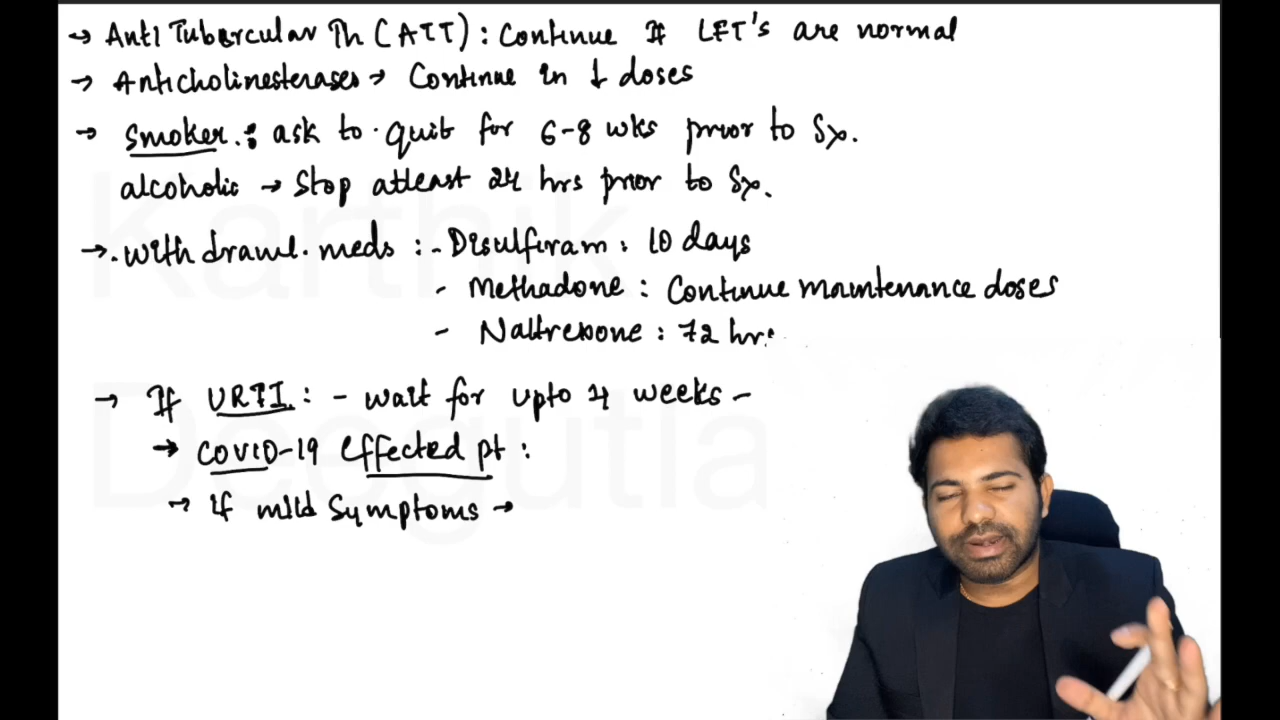 → Anti Tubercular Th (ATT) : Continue If LFT's are normal
→ Anticholinesterases → Continue in ↓ doses
→ Smoker : ask to quit for 6-8 wks prior to Sx.
alcoholic → Stop atleast 24 hrs prior to Sx.
→ withdrawl meds : - Disulfiram : 10 days
- Methadone : Continue maintenance doses
- Naltrexone : 72 hrs
→ If URTI : - wait for upto 4 weeks -
→ COVID-19 Effected pt :
→ If mild Symptoms →
Karthik
Deegutla